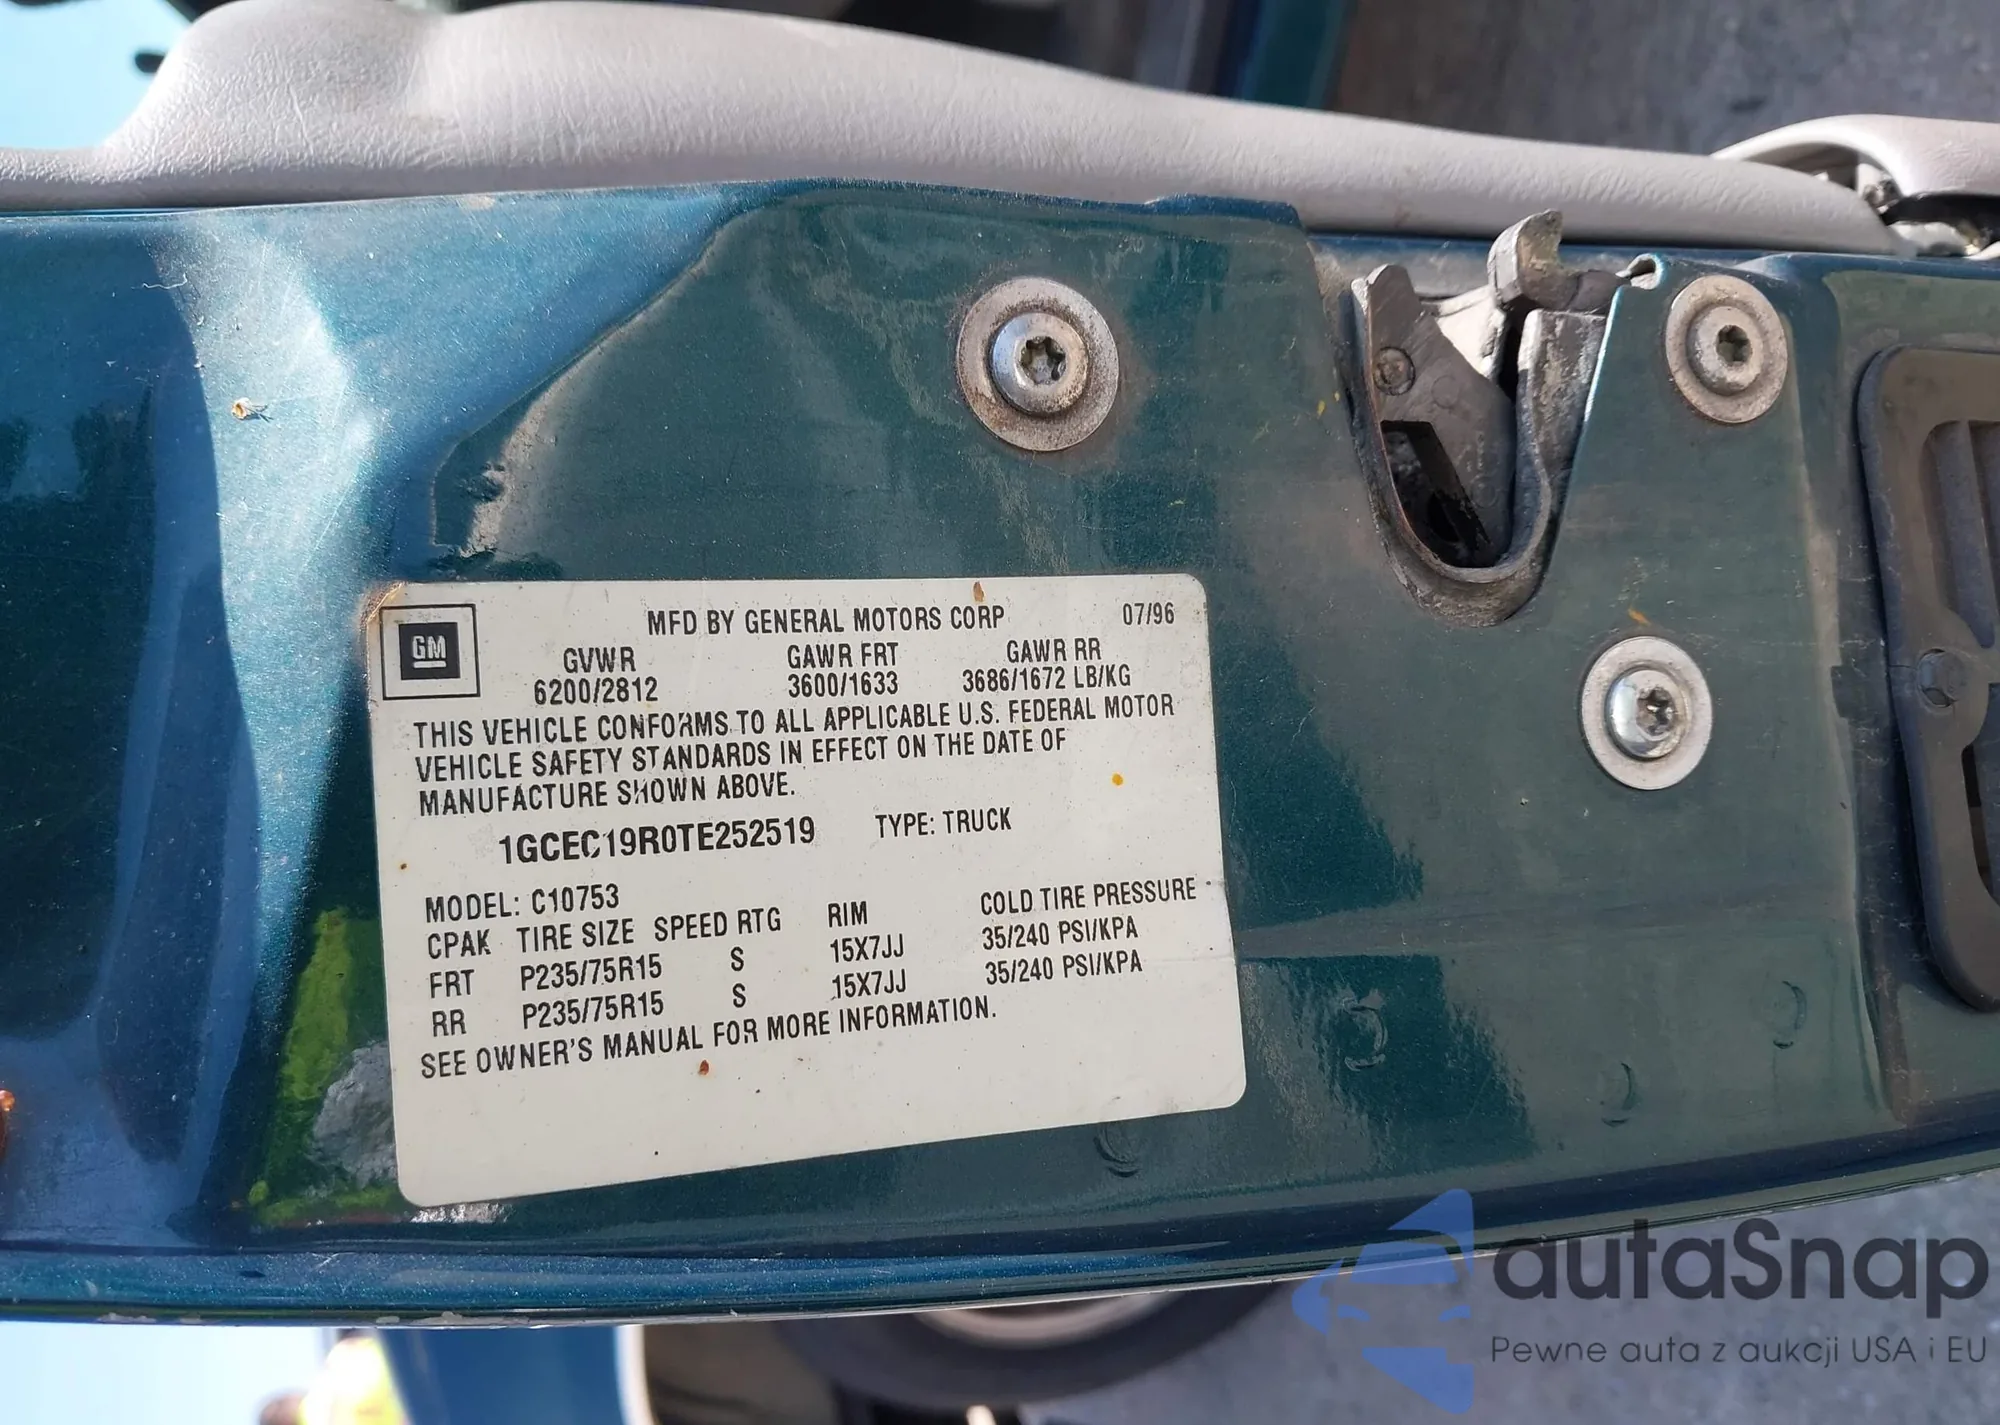 GM
MFD BY GENERAL MOTORS CORP 07/96
GVWR GAWR FRT GAWR RR
6200/2812 3600/1633 3686/1672 LB/KG
THIS VEHICLE CONFORMS TO ALL APPLICABLE U.S. FEDERAL MOTOR
VEHICLE SAFETY STANDARDS IN EFFECT ON THE DATE OF
MANUFACTURE SHOWN ABOVE.
1GCEC19R0TE252519 TYPE: TRUCK
MODEL: C10753
CPAK TIRE SIZE SPEED RTG RIM COLD TIRE PRESSURE
FRT P235/75R15 S 15X7JJ 35/240 PSI/KPA
RR P235/75R15 S 15X7JJ 35/240 PSI/KPA
SEE OWNER'S MANUAL FOR MORE INFORMATION.
autaSnap
Pewne auta z aukcji USA i EU